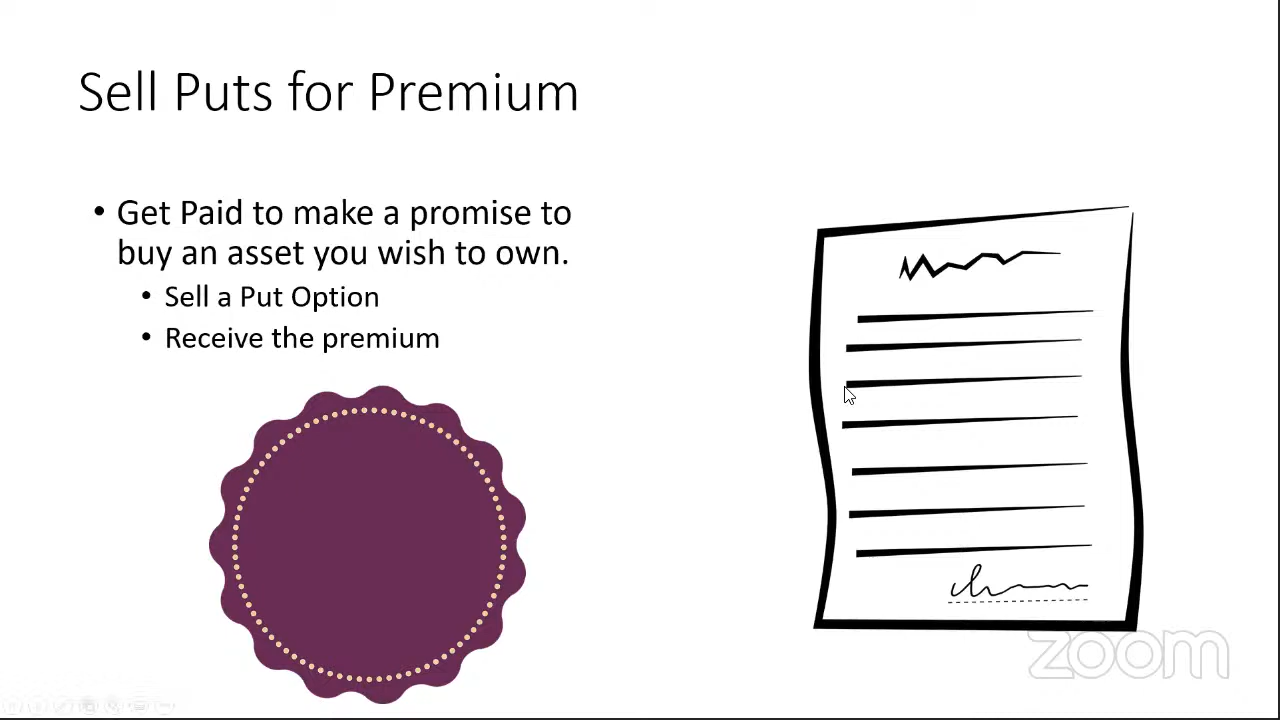 Sell Puts for Premium
• Get Paid to make a promise to
buy an asset you wish to own.
• Sell a Put Option
• Receive the premium
zoom